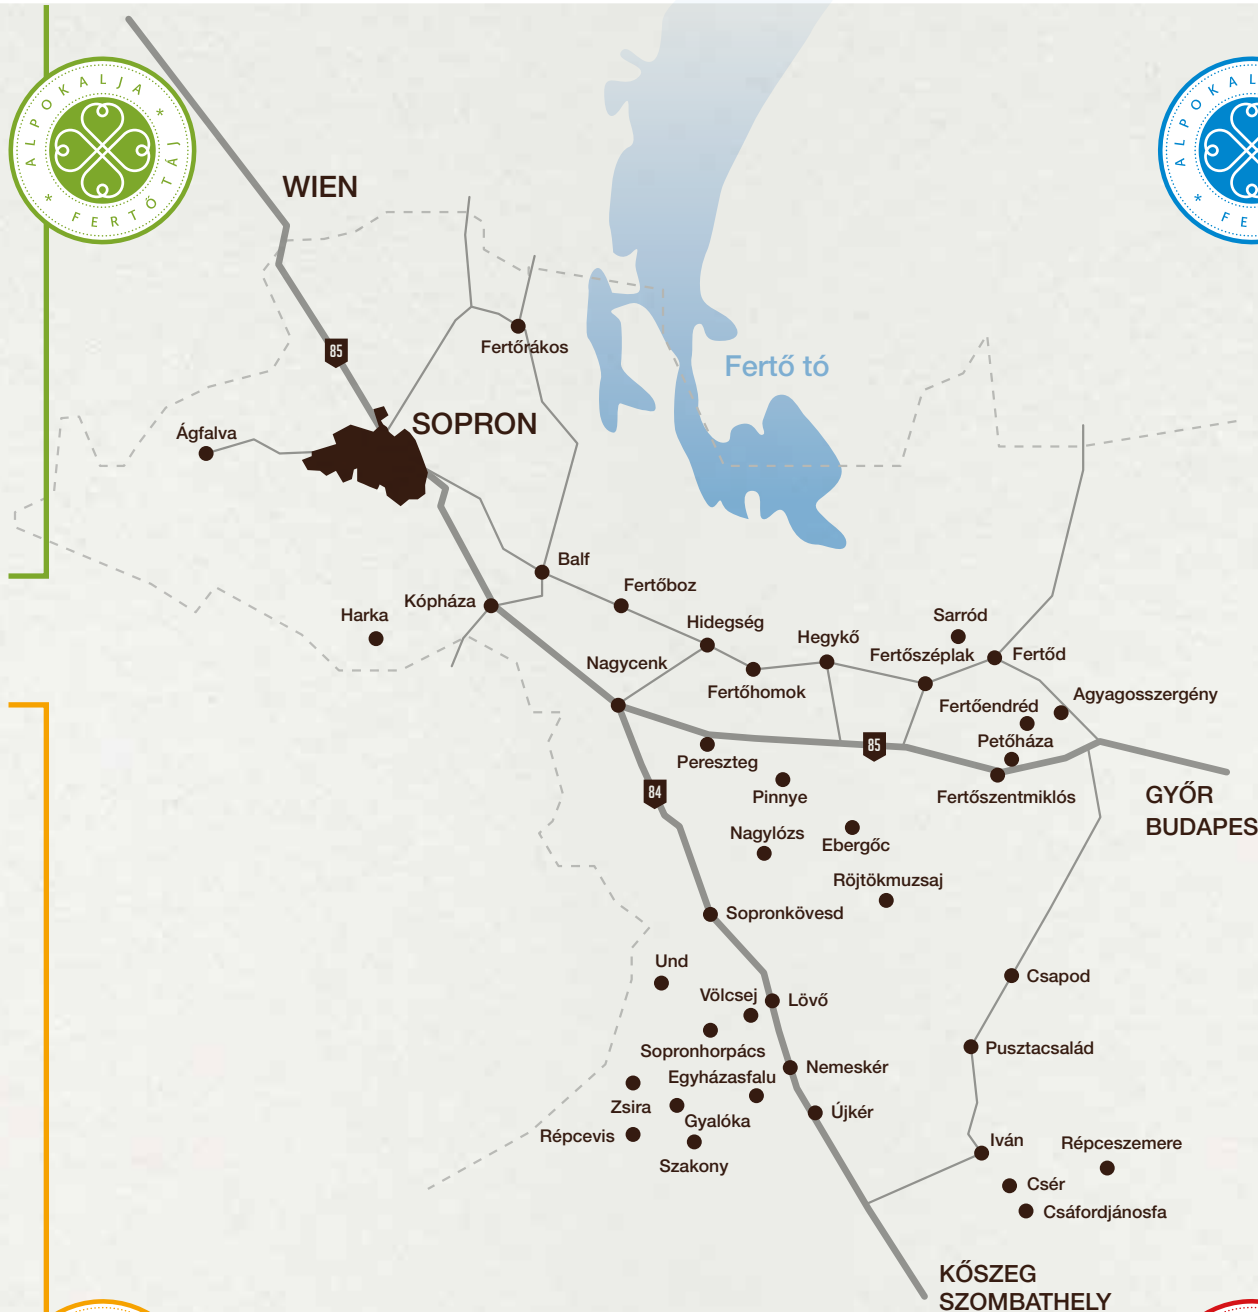 ALPOKALJA * FERTŐTÁJ *
WIEN
85
Fertőrákos
Fertő tó
SOPRON
Ágfalva
Balf
Fertőboz
Kópháza
Harka
Hidegség
Sarród
Hegykő
Fertőszéplak
Fertőd
Nagycenk
Fertőhomok
Fertőendréd
Agyagosszergény
Petőháza
85
Pereszteg
84
Pinnye
Fertőszentmiklós
GYŐR
BUDAPES
Nagylózs
Ebergőc
Röjtökmuzsaj
Sopronkövesd
Und
Csapod
Völcsej
Lövő
Sopronhorpács
Pusztacsalád
Egyházasfalu
Nemeskér
Zsira
Gyalóka
Újkér
Répcevis
Szakony
Iván
Répceszemere
Csér
Csáfordjánosfa
KŐSZEG
SZOMBATHELY